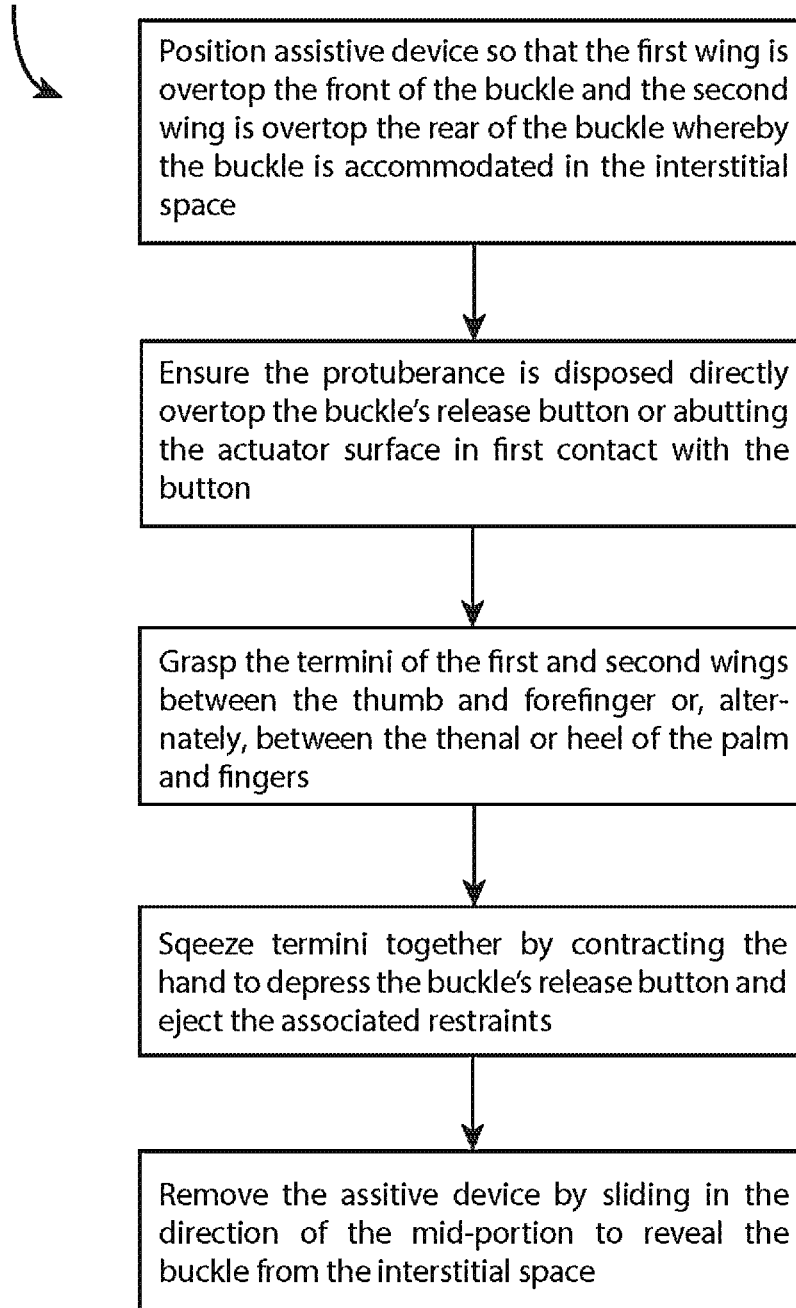 Position assistive device so that the first wing is
overtop the front of the buckle and the second
wing is overtop the rear of the buckle whereby
the buckle is accommodated in the interstitial
space
Ensure the protuberance is disposed directly
overtop the buckle's release button or abutting
the actuator surface in first contact with the
button
Grasp the termini of the first and second wings
between the thumb and forefinger or, alter-
nately, between the thenal or heel of the palm
and fingers
Sqeeze termini together by contracting the
hand to depress the buckle's release button and
eject the associated restraints
Remove the assitive device by sliding in the
direction of the mid-portion to reveal the
buckle from the interstitial space